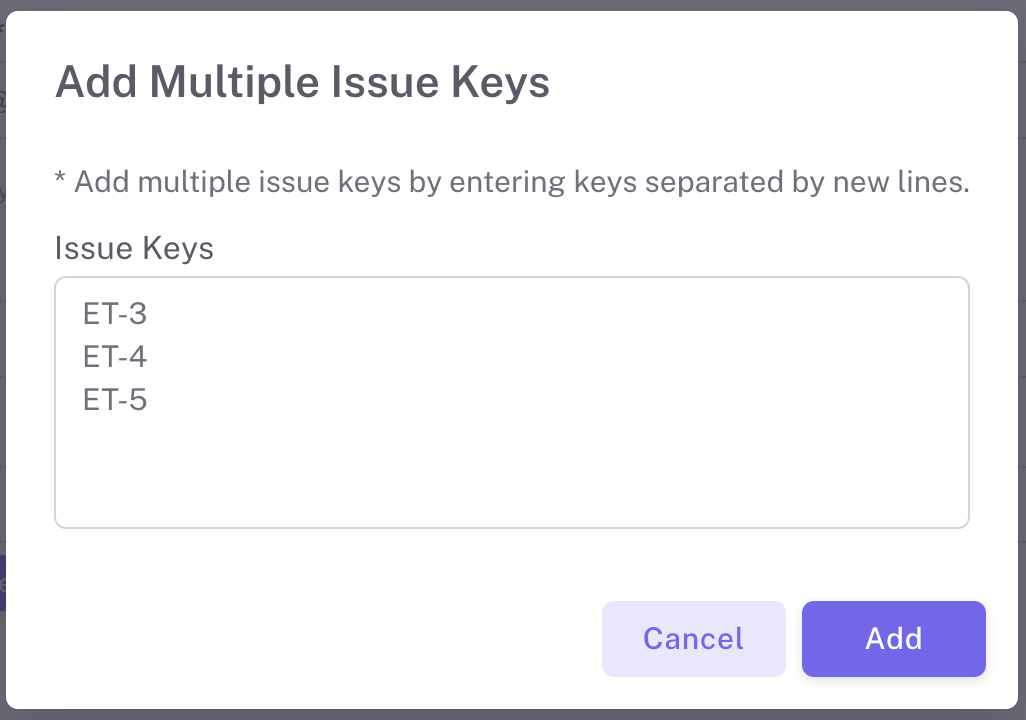 Add Multiple Issue Keys
* Add multiple issue keys by entering keys separated by new lines.
Issue Keys
ET-3
ET-4
ET-5
Cancel
Add